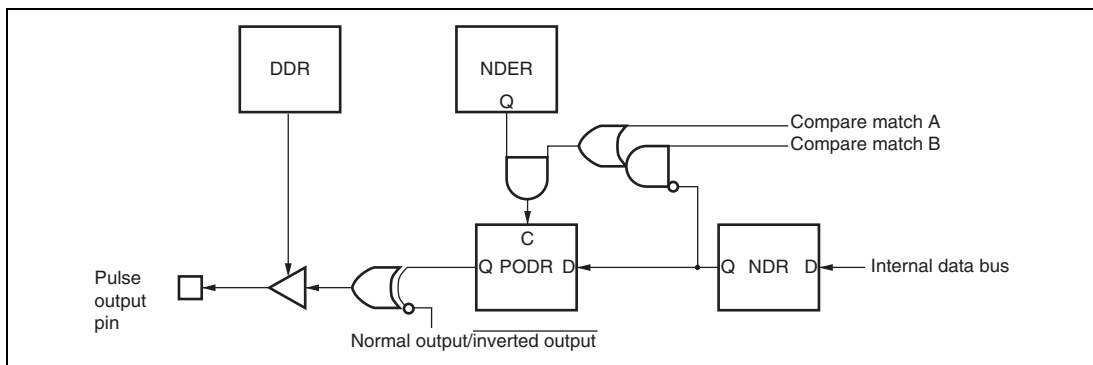 DDR
NDER
Q
Compare match A
Compare match B
C
Q PODR D
Q NDR D
Internal data bus
Pulse
output
pin
Normal output/inverted output